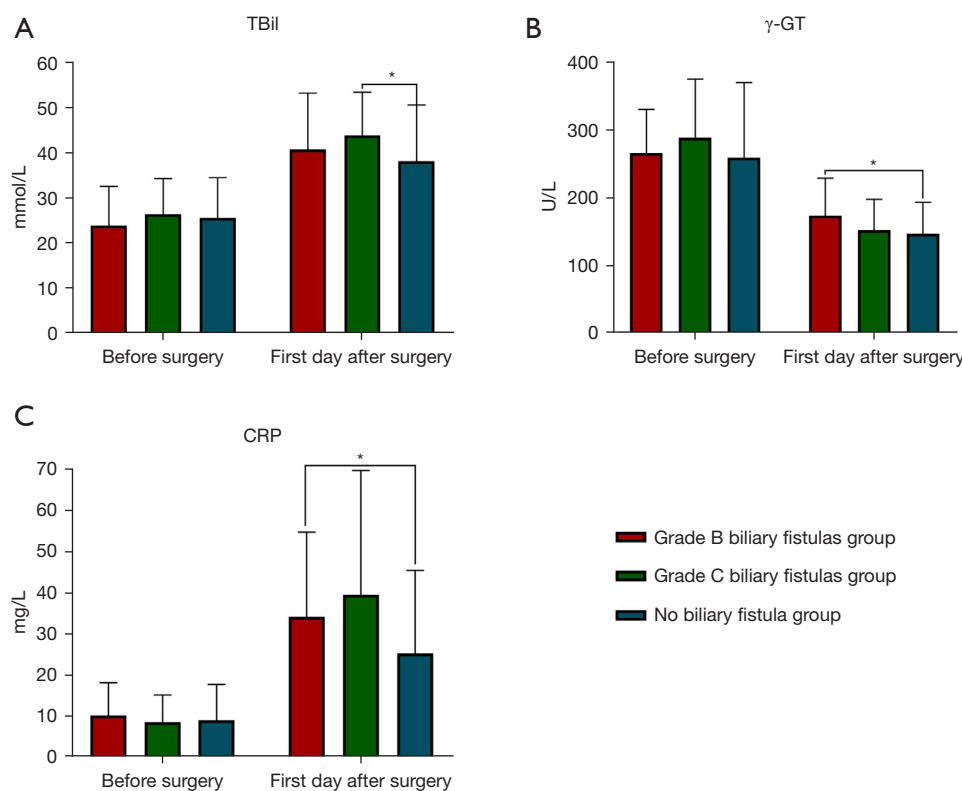 A
TBil
60
50
40
30
20
10
0
mmol/L
*
Before surgery
First day after surgery
B
γ-GT
400
300
200
100
0
U/L
*
Before surgery
First day after surgery
C
CRP
70
60
50
40
30
20
10
0
mg/L
*
Before surgery
First day after surgery
Grade B biliary fistulas group
Grade C biliary fistulas group
No biliary fistula group